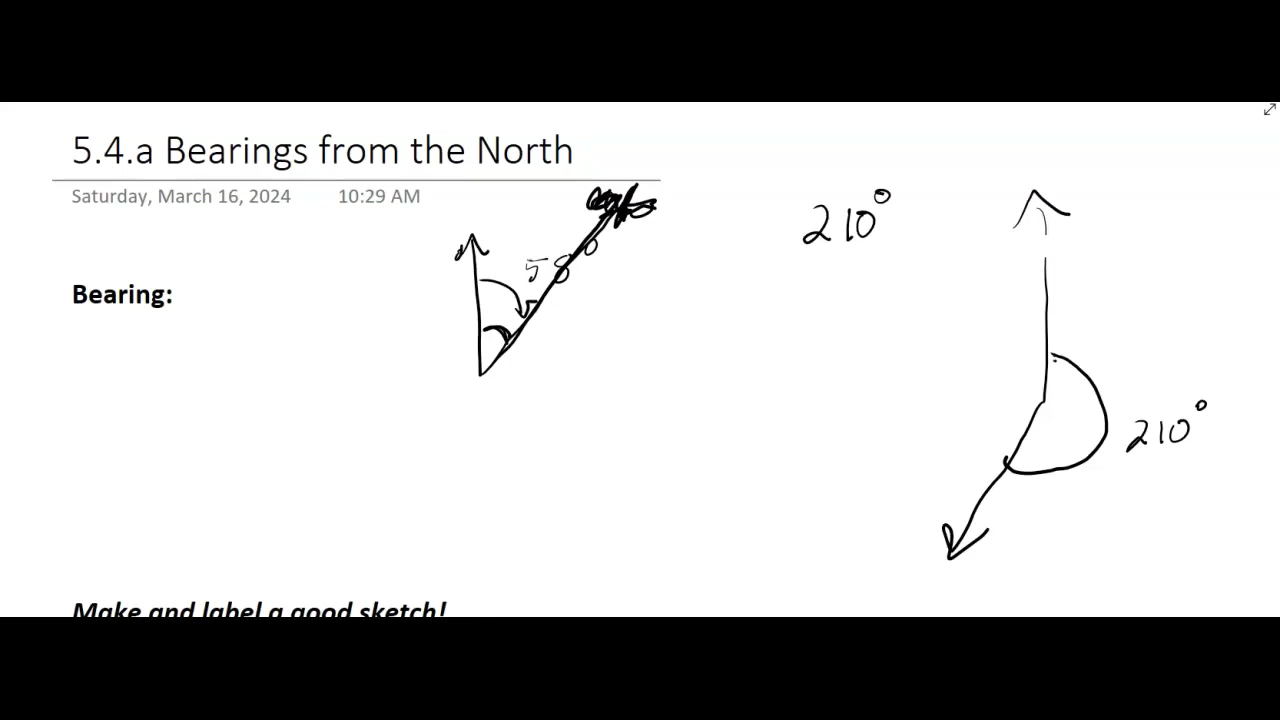 5.4.a Bearings from the North
Saturday, March 16, 2024 10:29 AM
210°
58°
Bearing:
210°
Make and label a good sketch!